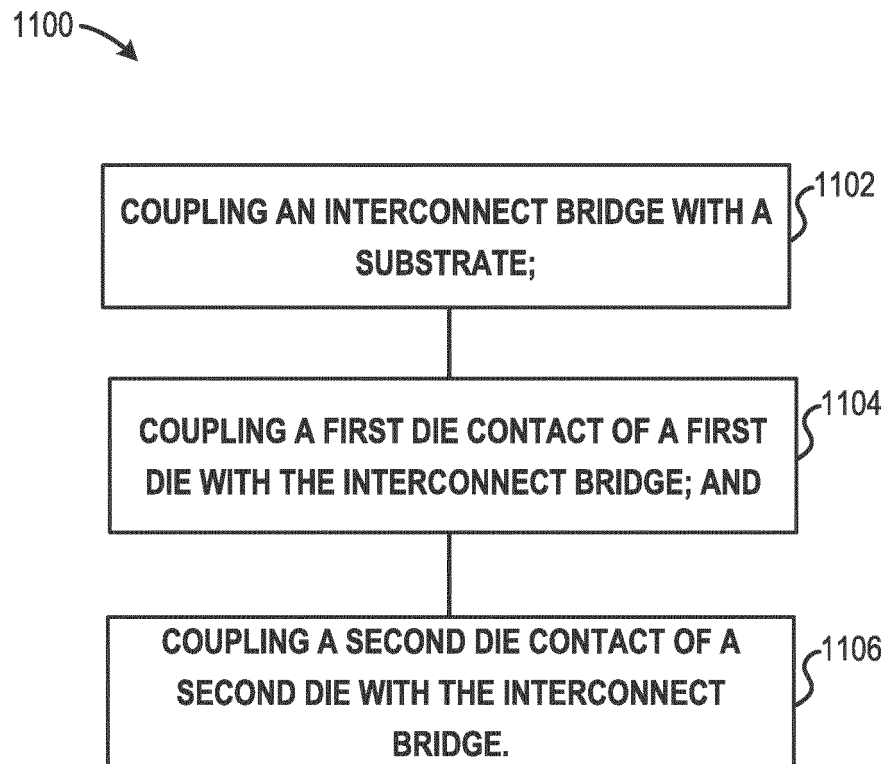 1100
COUPLING AN INTERCONNECT BRIDGE WITH A
SUBSTRATE;
1102
COUPLING A FIRST DIE CONTACT OF A FIRST
DIE WITH THE INTERCONNECT BRIDGE; AND
1104
COUPLING A SECOND DIE CONTACT OF A
SECOND DIE WITH THE INTERCONNECT
BRIDGE.
1106